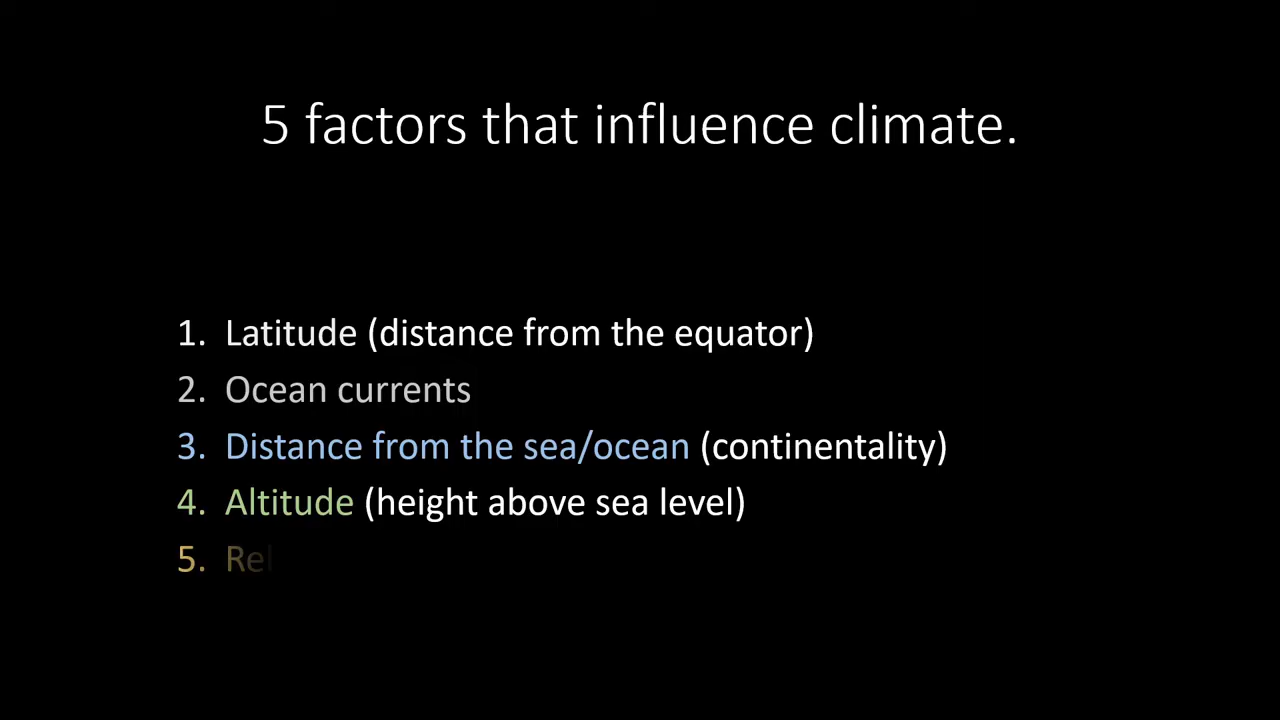 5 factors that influence climate.
1. Latitude (distance from the equator)
2. Ocean currents
3. Distance from the sea/ocean (continentality)
4. Altitude (height above sea level)
5. Rel